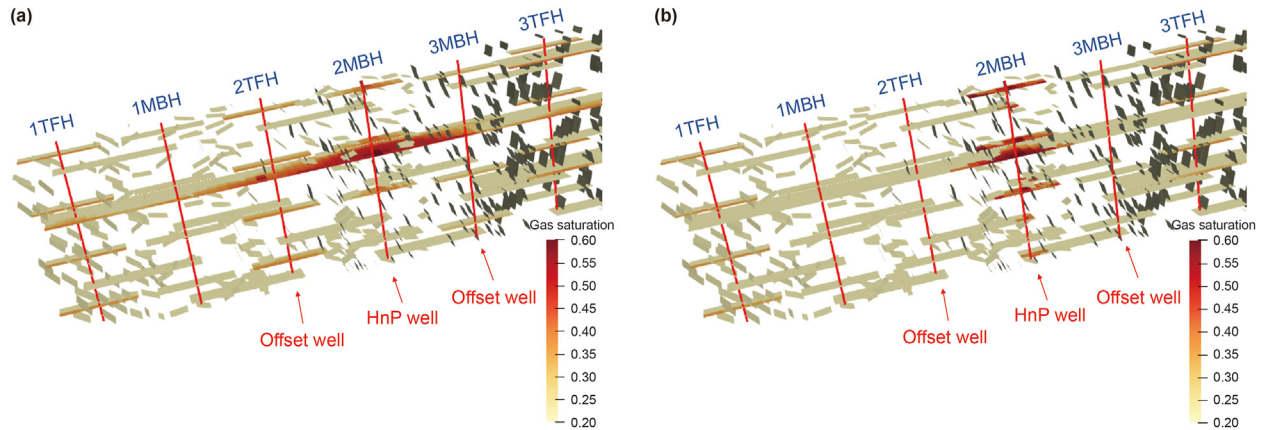 (a)
1TFH
1MBH
2TFH
2MBH
3MBH
3TFH
Gas saturation
0.60
0.55
0.50
0.45
0.40
0.35
0.30
0.25
0.20
Offset well
HnP well
Offset well
(b)
1TFH
1MBH
2TFH
2MBH
3MBH
3TFH
Gas saturation
0.60
0.55
0.50
0.45
0.40
0.35
0.30
0.25
0.20
Offset well
HnP well
Offset well